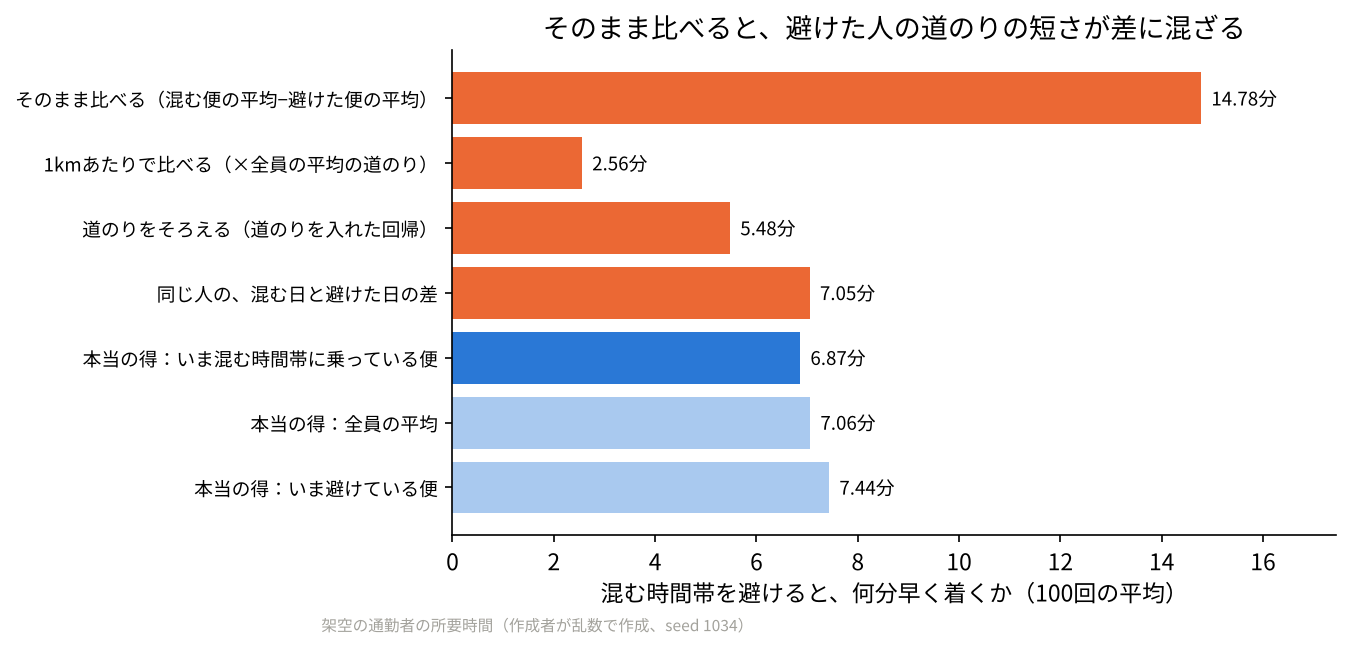 そのまま比べると、避けた人の道のりの短さが差に混ざる
そのまま比べる（混む便の平均−避けた便の平均） 14.78分
1kmあたりで比べる（×全員の平均の道のり） 2.56分
道のりをそろえる（道のりを入れた回帰） 5.48分
同じ人の、混む日と避けた日の差 7.05分
本当の得：いま混む時間帯に乗っている便 6.87分
本当の得：全員の平均 7.06分
本当の得：いま避けている便 7.44分
0 2 4 6 8 10 12 14 16
混む時間帯を避けると、何分早く着くか（100回の平均）
架空の通勤者の所要時間（作成者が乱数で作成、seed 1034）